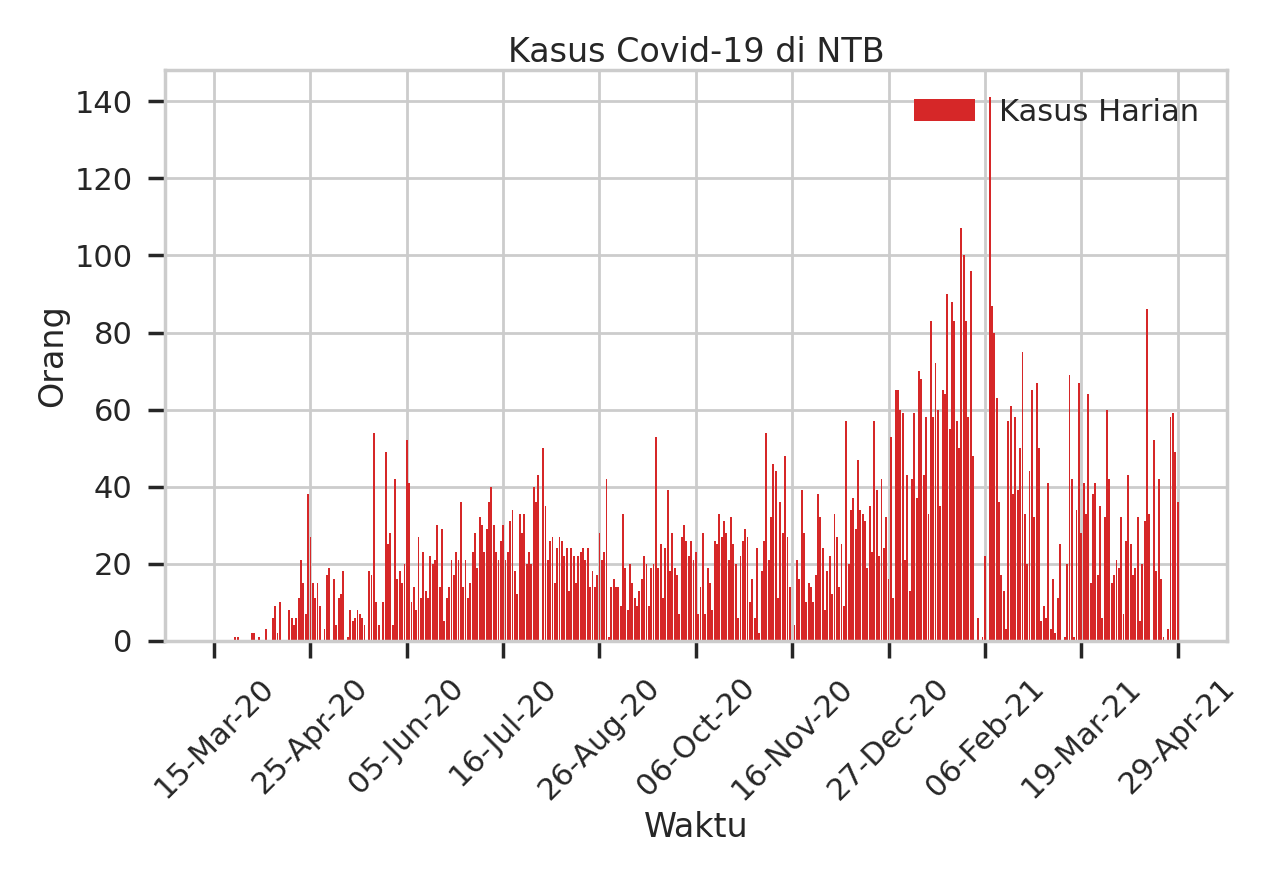 Kasus Covid-19 di NTB
Kasus Harian
Orang
140
120
100
80
60
40
20
0
15-Mar-20
25-Apr-20
05-Jun-20
16-Jul-20
26-Aug-20
06-Oct-20
16-Nov-20
27-Dec-20
06-Feb-21
19-Mar-21
29-Apr-21
Waktu